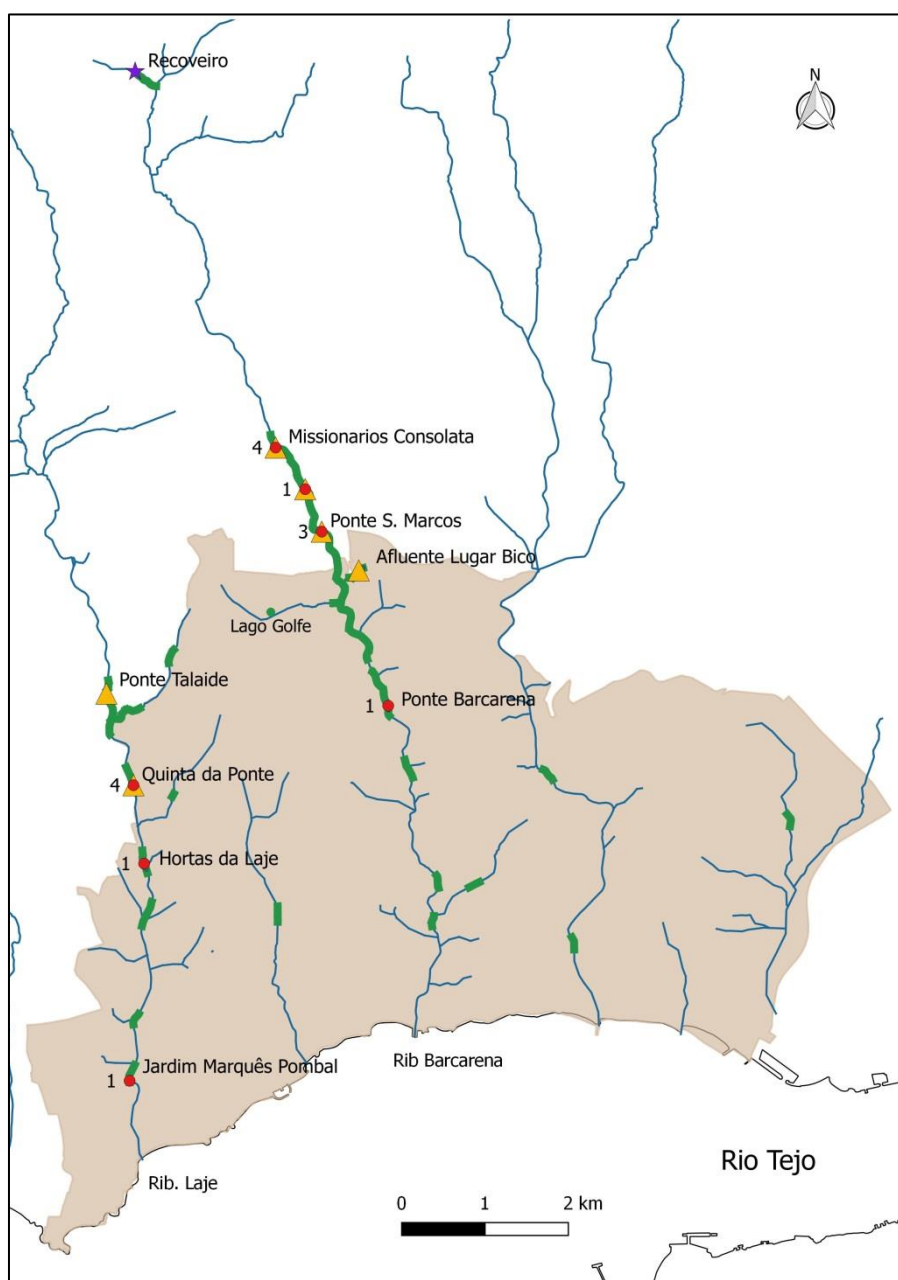 Recoveiro
N
Missionarios Consolata
4
1
Ponte S. Marcos
3
Afluente Lugar Bico
Lago Golfe
Ponte Talaide
Ponte Barcarena
1
Quinta da Ponte
4
Hortas da Laje
1
Rib Barcarena
Jardim Marquês Pombal
1
Rio Tejo
Rib. Laje
0 1 2 km